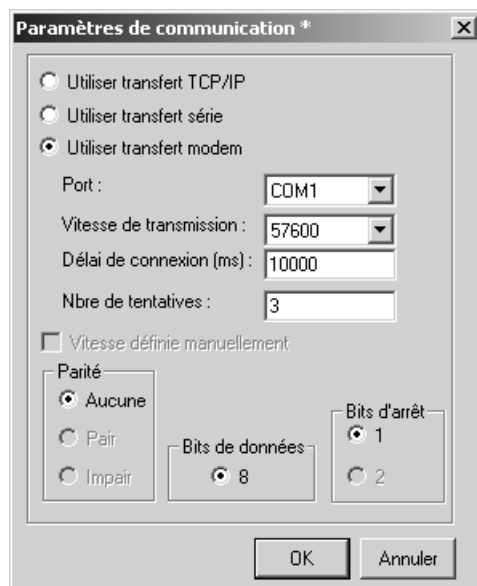 Paramètres de communication *
Utiliser transfert TCP/IP
Utiliser transfert série
Utiliser transfert modem
Port : COM1
Vitesse de transmission : 57600
Délai de connexion (ms) : 10000
Nbre de tentatives : 3
Vitesse définie manuellement
Parité
Aucune
Pair
Impair
Bits de données
8
Bits d'arrêt
1
2
OK Annuler